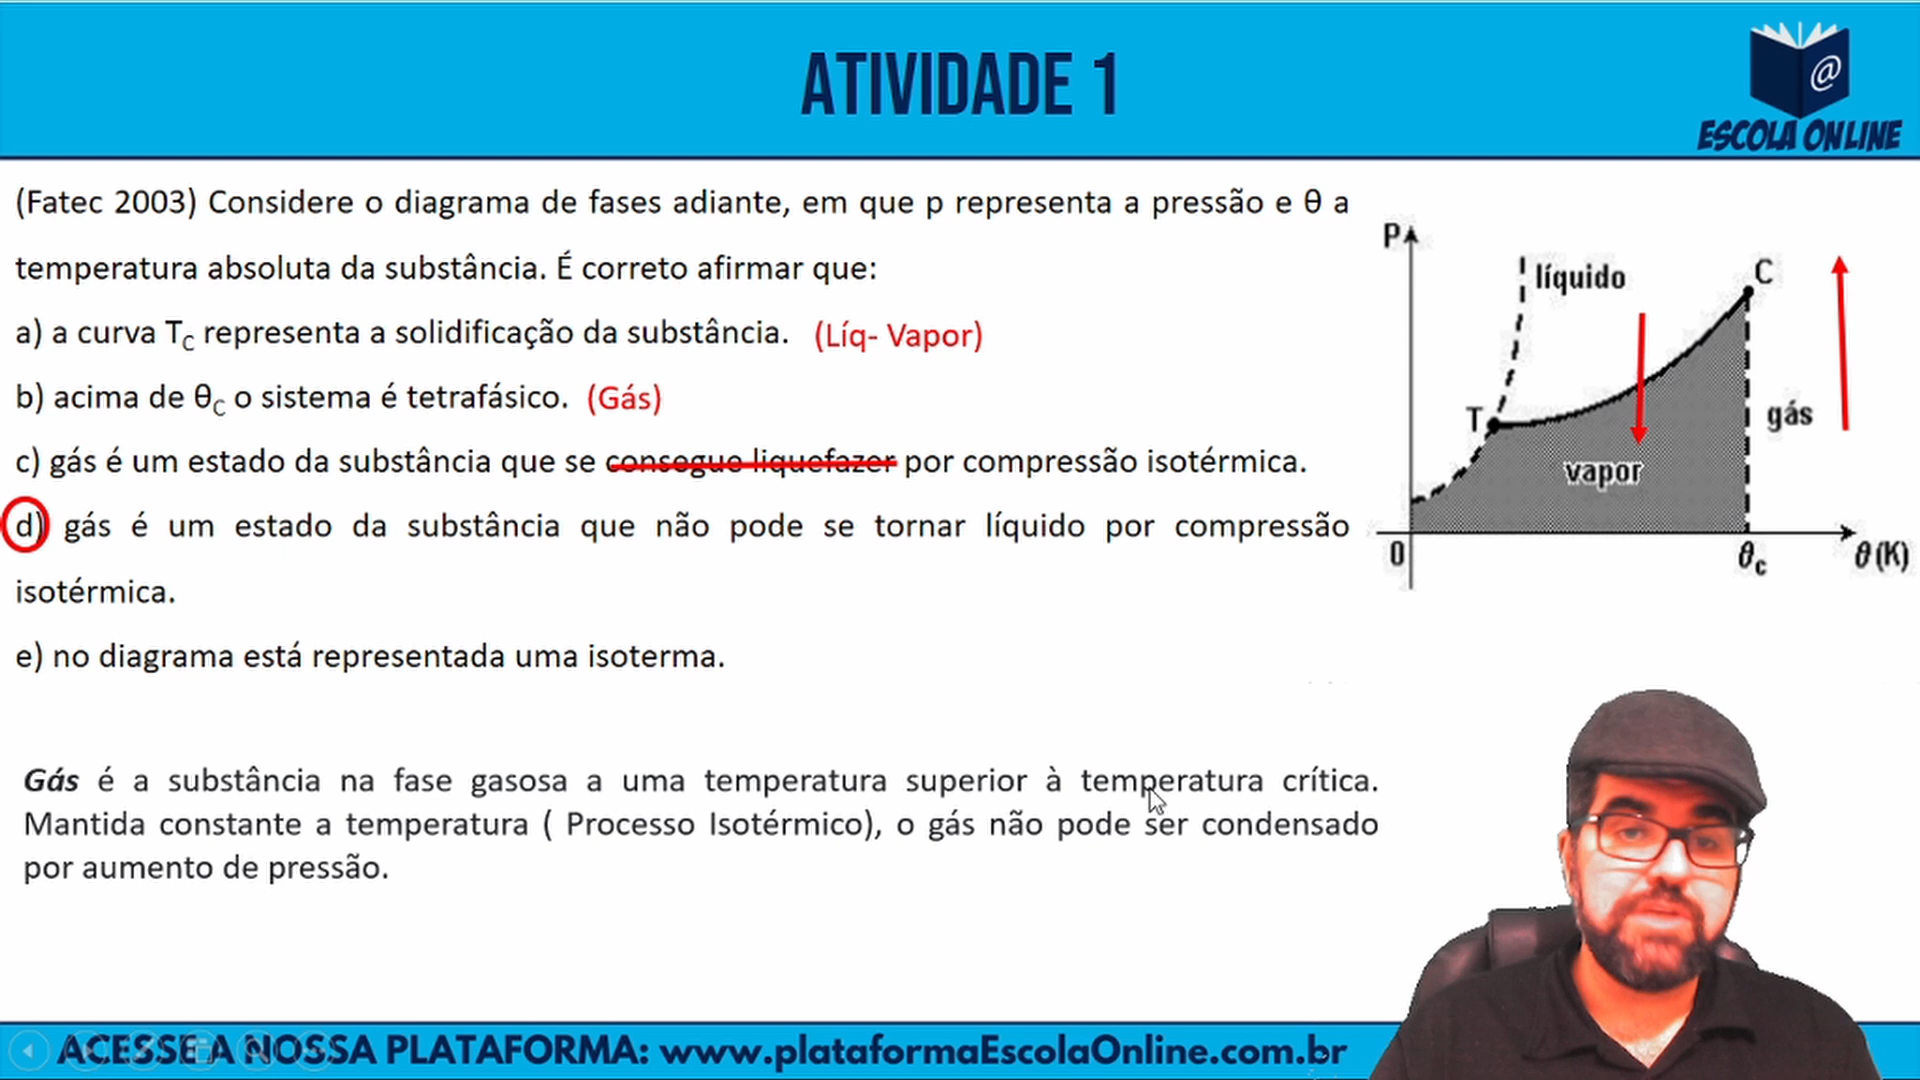 ATIVIDADE 1
@
ESCOLA ONLINE
(Fatec 2003) Considere o diagrama de fases adiante, em que p representa a pressão e θ a
temperatura absoluta da substância. É correto afirmar que:
a) a curva TC representa a solidificação da substância. (Líq- Vapor)
b) acima de θC o sistema é tetrafásico. (Gás)
c) gás é um estado da substância que se consegue liquefazer por compressão isotérmica.
d) gás é um estado da substância que não pode se tornar líquido por compressão
isotérmica.
e) no diagrama está representada uma isoterma.
P
líquido
C
T
gás
vapor
0
θc
θ(K)
Gás é a substância na fase gasosa a uma temperatura superior à temperatura crítica.
Mantida constante a temperatura ( Processo Isotérmico), o gás não pode ser condensado
por aumento de pressão.
ACESSE A NOSSA PLATAFORMA: www.plataformaEscolaOnline.com.br